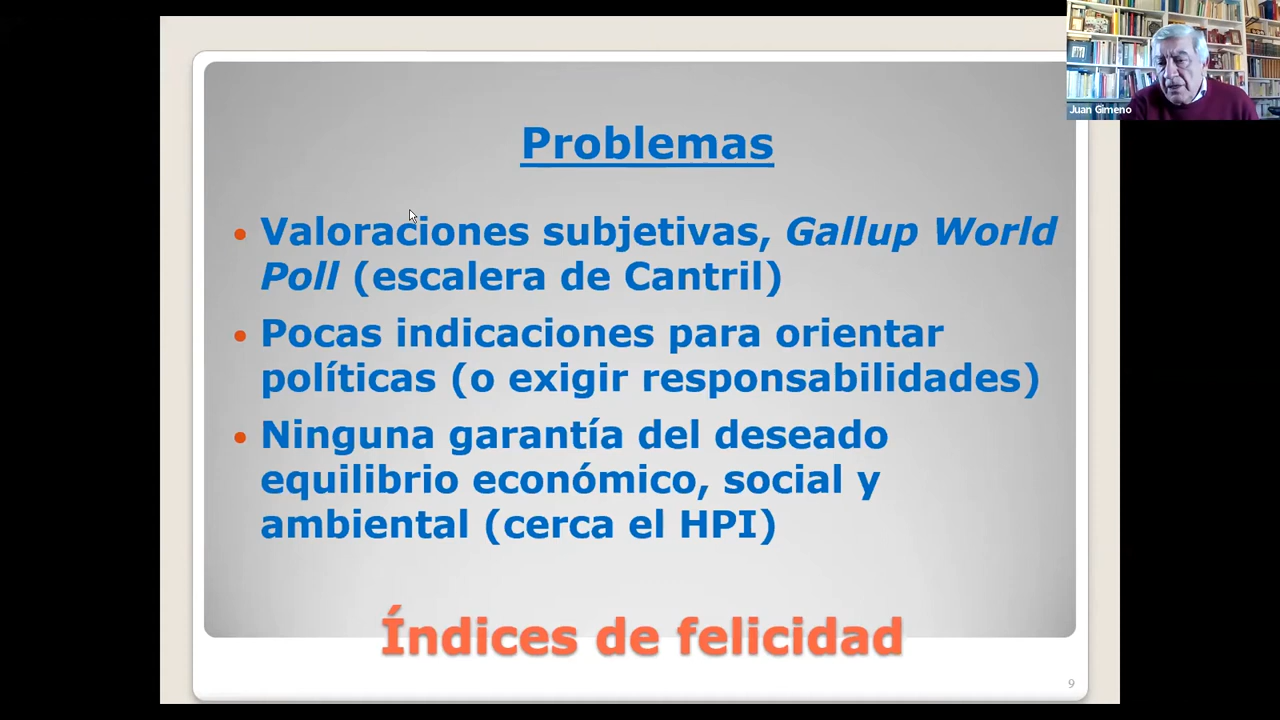 Juan Gimeno
Problemas
• Valoraciones subjetivas, Gallup World
Poll (escalera de Cantril)
• Pocas indicaciones para orientar
políticas (o exigir responsabilidades)
• Ninguna garantía del deseado
equilibrio económico, social y
ambiental (cerca el HPI)
Índices de felicidad
9